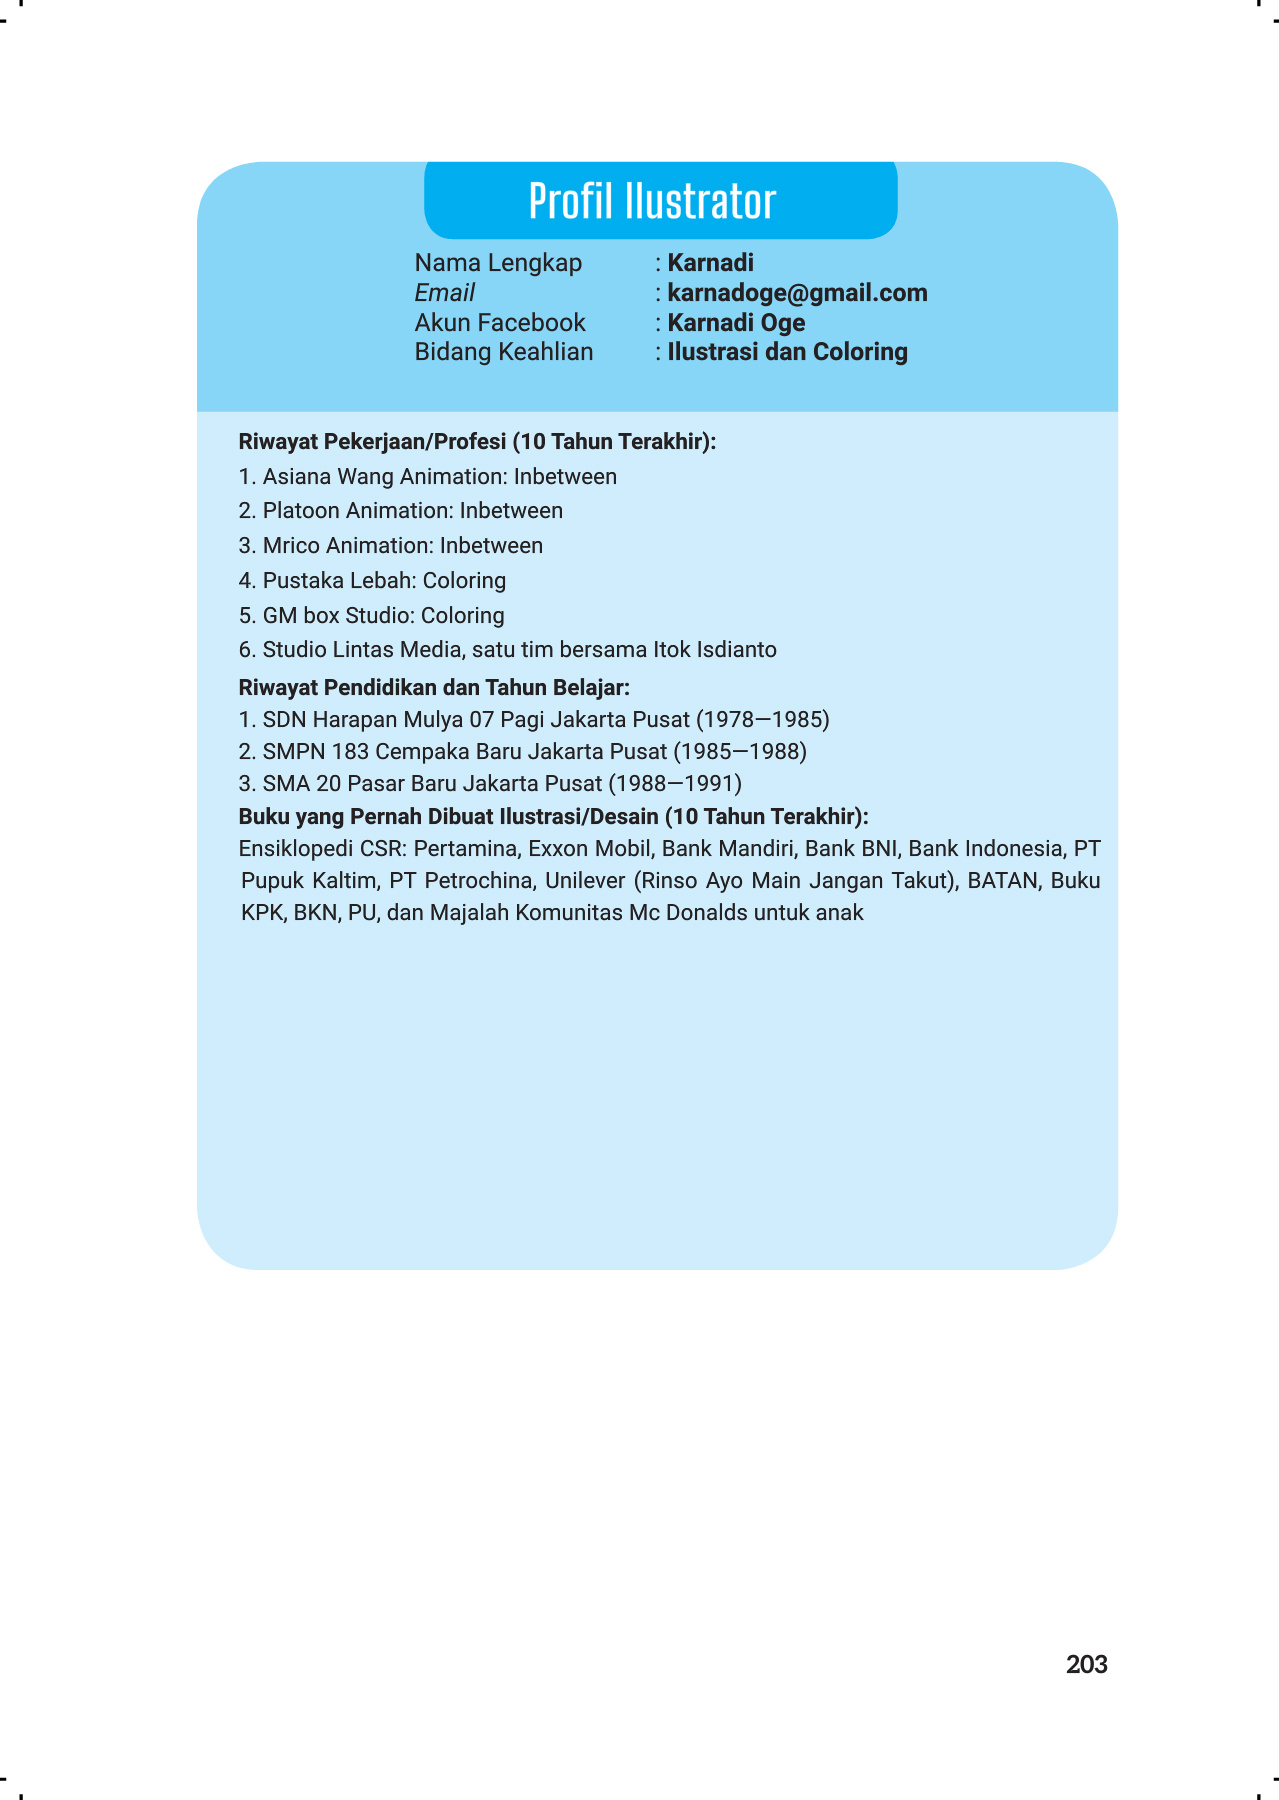 Profil Ilustrator
Nama Lengkap : Karnadi
Email : karnadoge@gmail.com
Akun Facebook : Karnadi Oge
Bidang Keahlian : Ilustrasi dan Coloring
Riwayat Pekerjaan/Profesi (10 Tahun Terakhir):
1. Asiana Wang Animation: Inbetween
2. Platoon Animation: Inbetween
3. Mrico Animation: Inbetween
4. Pustaka Lebah: Coloring
5. GM box Studio: Coloring
6. Studio Lintas Media, satu tim bersama Itok Isdianto
Riwayat Pendidikan dan Tahun Belajar:
1. SDN Harapan Mulya 07 Pagi Jakarta Pusat (1978—1985)
2. SMPN 183 Cempaka Baru Jakarta Pusat (1985—1988)
3. SMA 20 Pasar Baru Jakarta Pusat (1988—1991)
Buku yang Pernah Dibuat Ilustrasi/Desain (10 Tahun Terakhir):
Ensiklopedi CSR: Pertamina, Exxon Mobil, Bank Mandiri, Bank BNI, Bank Indonesia, PT
Pupuk Kaltim, PT Petrochina, Unilever (Rinso Ayo Main Jangan Takut), BATAN, Buku
KPK, BKN, PU, dan Majalah Komunitas Mc Donalds untuk anak
203